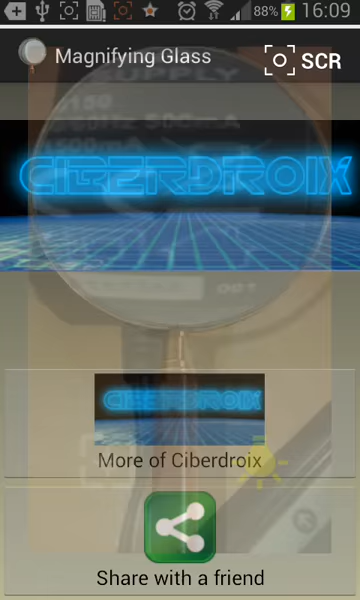 88% 16:09
Magnifying Glass
SCR
SUPPLY
CIBERDROIX
CIBERDROIX
More of Ciberdroix
Share with a friend